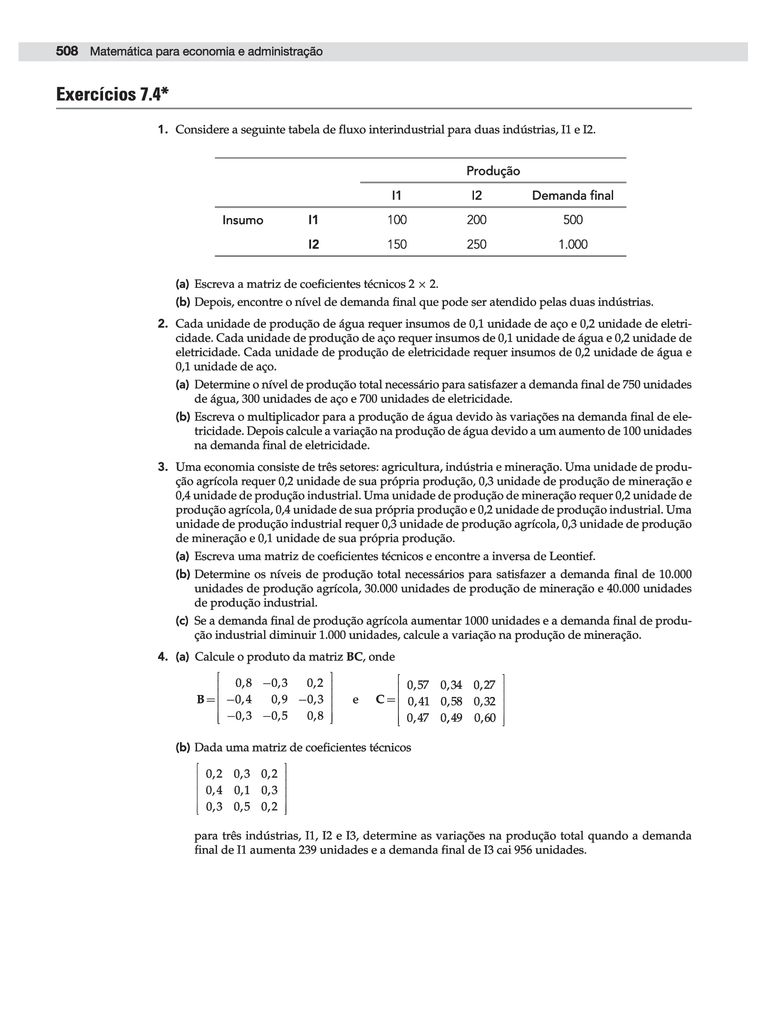 508 Matemática para economia e administração
Exercícios 7.4*
1. Considere a seguinte tabela de fluxo interindustrial para duas indústrias, I1 e I2.
Produção
I1 I2 Demanda final
Insumo I1 100 200 500
I2 150 250 1.000
(a) Escreva a matriz de coeficientes técnicos 2 × 2.
(b) Depois, encontre o nível de demanda final que pode ser atendido pelas duas indústrias.
2. Cada unidade de produção de água requer insumos de 0,1 unidade de aço e 0,2 unidade de eletri-
cidade. Cada unidade de produção de aço requer insumos de 0,1 unidade de água e 0,2 unidade de
eletricidade. Cada unidade de produção de eletricidade requer insumos de 0,2 unidade de água e
0,1 unidade de aço.
(a) Determine o nível de produção total necessário para satisfazer a demanda final de 750 unidades
de água, 300 unidades de aço e 700 unidades de eletricidade.
(b) Escreva o multiplicador para a produção de água devido às variações na demanda final de ele-
tricidade. Depois calcule a variação na produção de água devido a um aumento de 100 unidades
na demanda final de eletricidade.
3. Uma economia consiste de três setores: agricultura, indústria e mineração. Uma unidade de produ-
ção agrícola requer 0,2 unidade de sua própria produção, 0,3 unidade de produção de mineração e
0,4 unidade de produção industrial. Uma unidade de produção de mineração requer 0,2 unidade de
produção agrícola, 0,4 unidade de sua própria produção e 0,2 unidade de produção industrial. Uma
unidade de produção industrial requer 0,3 unidade de produção agrícola, 0,3 unidade de produção
de mineração e 0,1 unidade de sua própria produção.
(a) Escreva uma matriz de coeficientes técnicos e encontre a inversa de Leontief.
(b) Determine os níveis de produção total necessários para satisfazer a demanda final de 10.000
unidades de produção agrícola, 30.000 unidades de produção de mineração e 40.000 unidades
de produção industrial.
(c) Se a demanda final de produção agrícola aumentar 1000 unidades e a demanda final de produ-
ção industrial diminuir 1.000 unidades, calcule a variação na produção de mineração.
4. (a) Calcule o produto da matriz BC, onde
0,8 −0,3 0,2 0,57 0,34 0,27
B = −0,4 0,9 −0,3 e C = 0,41 0,58 0,32
−0,3 −0,5 0,8 0,47 0,49 0,60
(b) Dada uma matriz de coeficientes técnicos
0,2 0,3 0,2
0,4 0,1 0,3
0,3 0,5 0,2
para três indústrias, I1, I2 e I3, determine as variações na produção total quando a demanda
final de I1 aumenta 239 unidades e a demanda final de I3 cai 956 unidades.